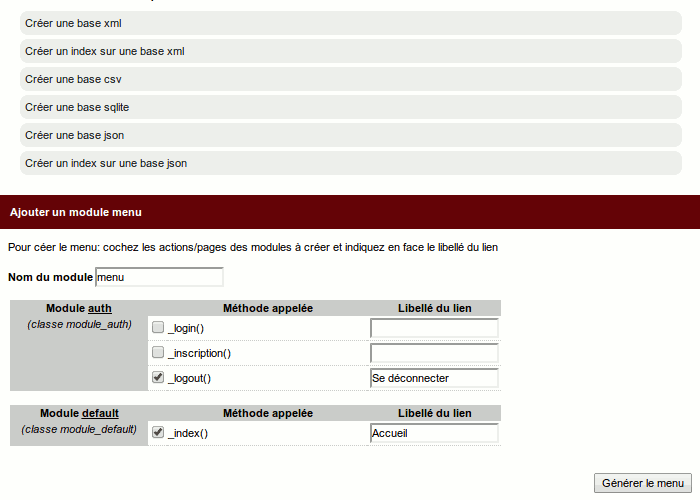 Créer une base xml
Créer un index sur une base xml
Créer une base csv
Créer une base sqlite
Créer une base json
Créer un index sur une base json
Ajouter un module menu
Pour céer le menu: cochez les actions/pages des modules à créer et indiquez en face le libellé du lien
Nom du module menu
Module auth Méthode appelée Libellé du lien
(classe module_auth) _login()
_inscription()
_logout() Se déconnecter
Module default Méthode appelée Libellé du lien
(classe module_default) _index() Accueil
Générer le menu